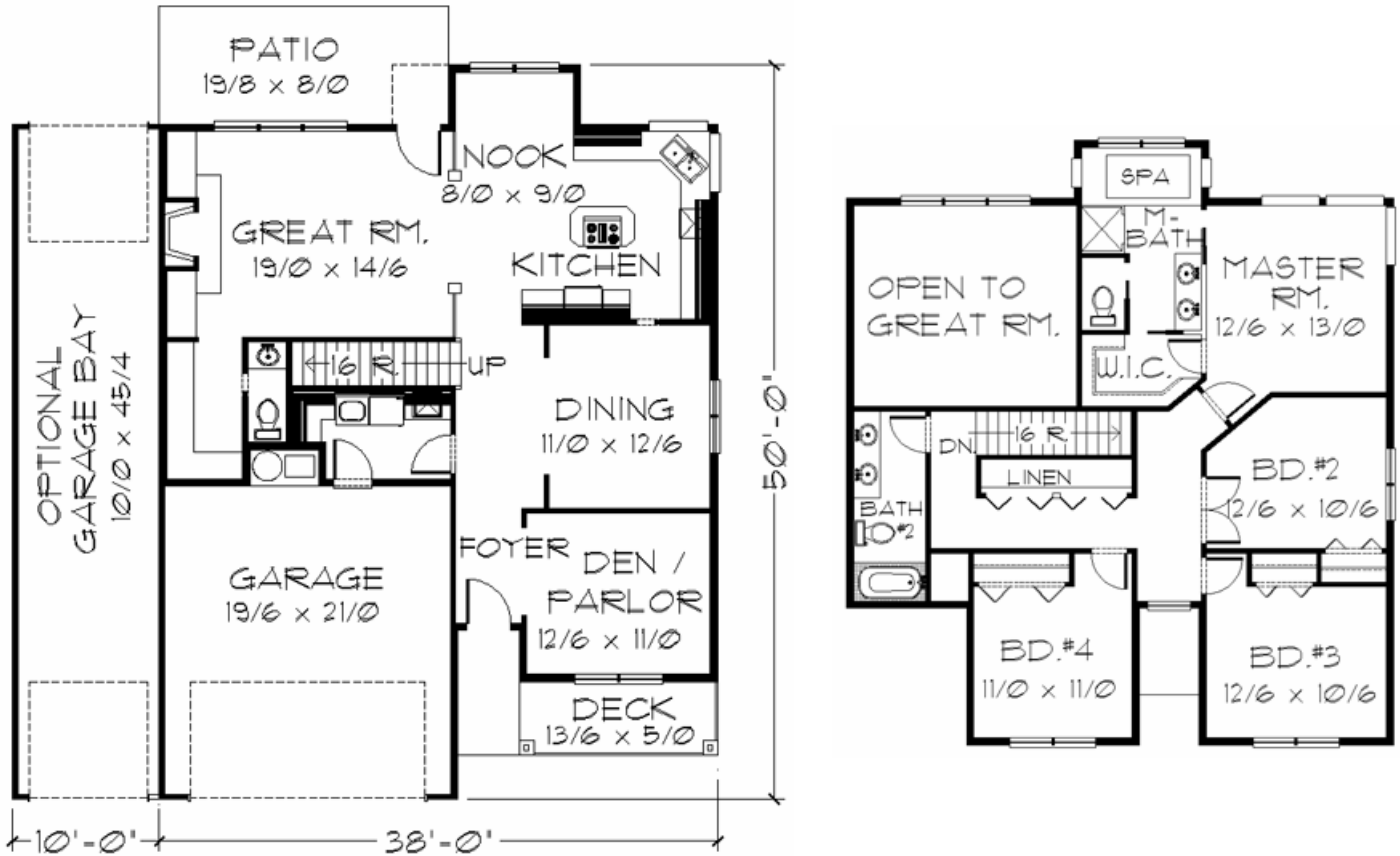 PATIO
19/8 x 8/0
NOOK
8/0 x 9/0
GREAT RM.
19/0 x 14/6
KITCHEN
OPTIONAL
GARAGE BAY
10/0 x 45/4
16 R.
UP
DINING
11/0 x 12/6
50'-0"
FOYER
DEN /
PARLOR
12/6 x 11/0
GARAGE
19/6 x 21/0
DECK
13/6 x 5/0
10'-0"
38'-0"
SPA
M-
BATH
OPEN TO
GREAT RM.
MASTER
RM.
12/6 x 13/0
W.I.C.
DN.
16 R.
LINEN
BATH
#2
BD.#2
12/6 x 10/6
BD.#4
11/0 x 11/0
BD.#3
12/6 x 10/6